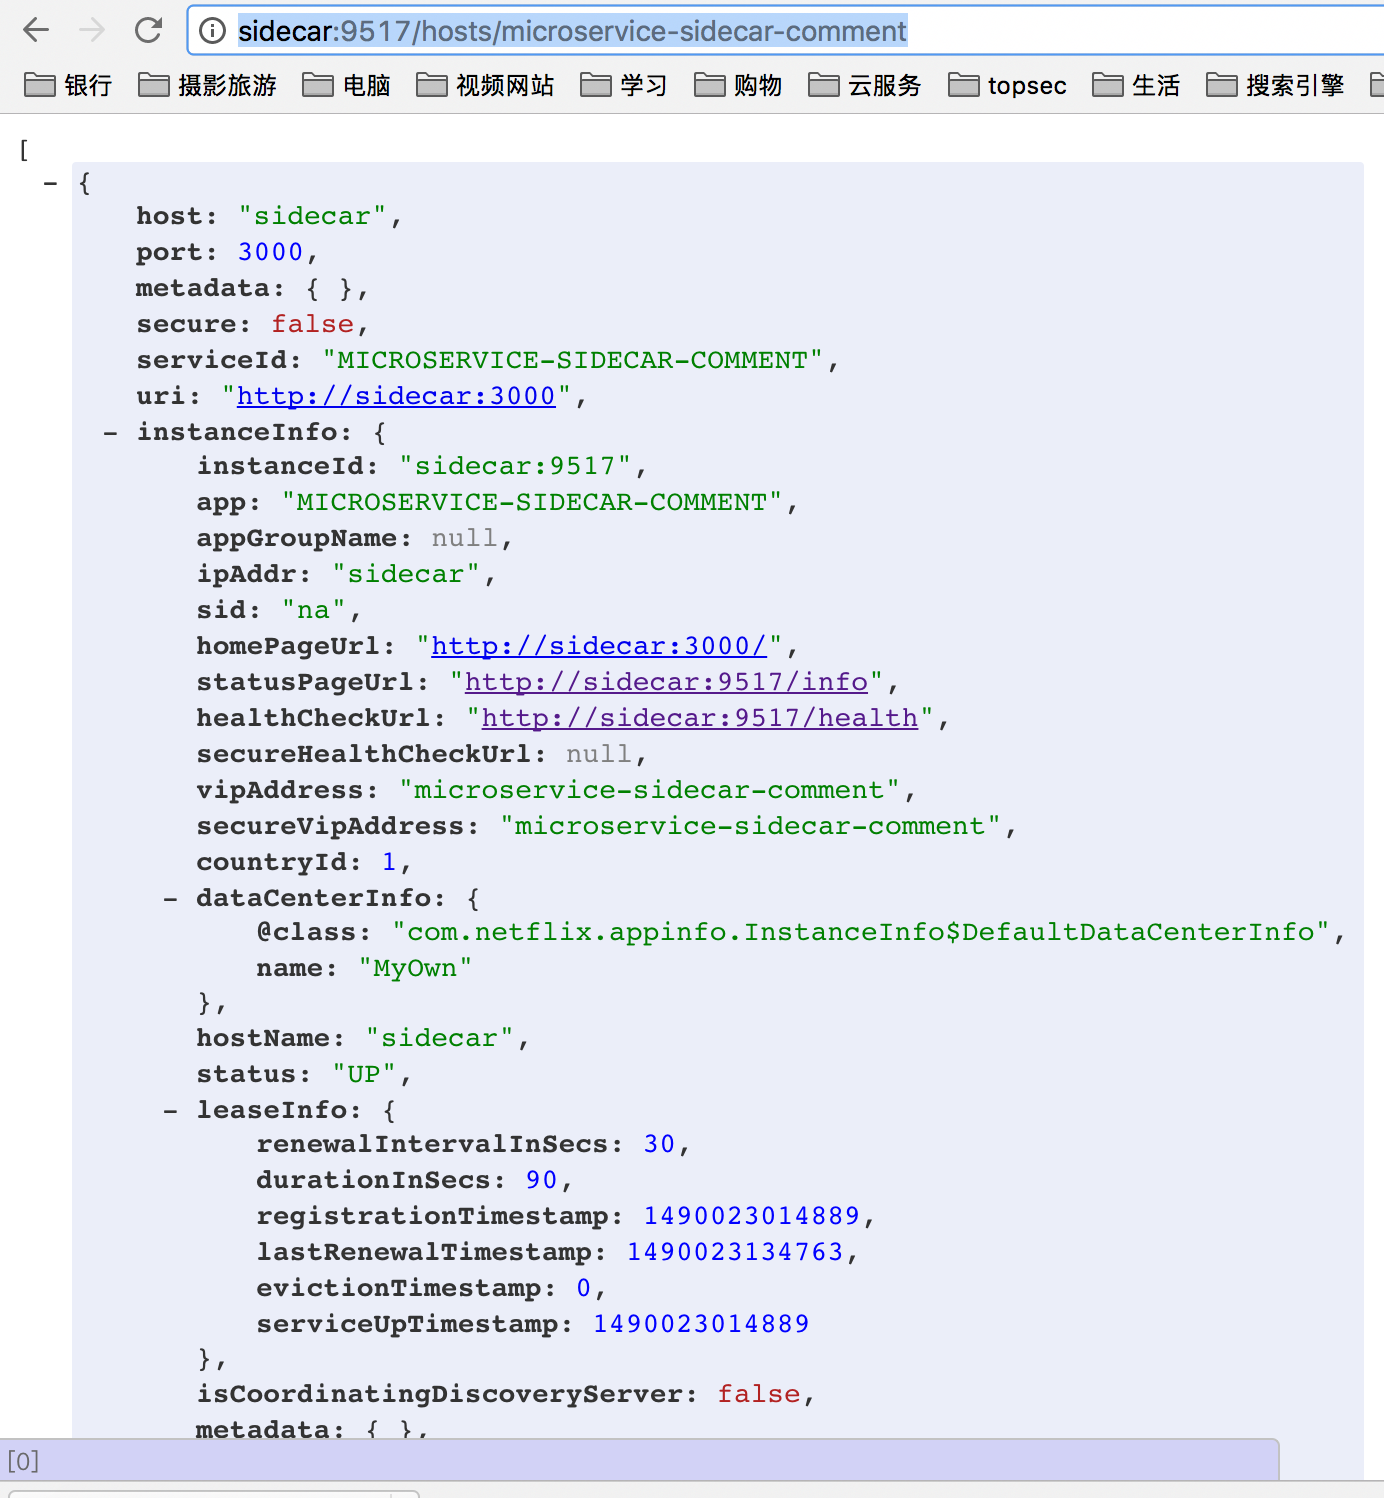 sidecar:9517/hosts/microservice-sidecar-comment
银行 摄影旅游 电脑 视频网站 学习 购物 云服务 topsec 生活 搜索引擎
[
– {
host: "sidecar",
port: 3000,
metadata: { },
secure: false,
serviceId: "MICROSERVICE-SIDECAR-COMMENT",
uri: "http://sidecar:3000",
– instanceInfo: {
instanceId: "sidecar:9517",
app: "MICROSERVICE-SIDECAR-COMMENT",
appGroupName: null,
ipAddr: "sidecar",
sid: "na",
homePageUrl: "http://sidecar:3000/",
statusPageUrl: "http://sidecar:9517/info",
healthCheckUrl: "http://sidecar:9517/health",
secureHealthCheckUrl: null,
vipAddress: "microservice-sidecar-comment",
secureVipAddress: "microservice-sidecar-comment",
countryId: 1,
– dataCenterInfo: {
@class: "com.netflix.appinfo.InstanceInfo$DefaultDataCenterInfo",
name: "MyOwn"
},
hostName: "sidecar",
status: "UP",
– leaseInfo: {
renewalIntervalInSecs: 30,
durationInSecs: 90,
registrationTimestamp: 1490023014889,
lastRenewalTimestamp: 1490023134763,
evictionTimestamp: 0,
serviceUpTimestamp: 1490023014889
},
isCoordinatingDiscoveryServer: false,
metadata: { },
[0]